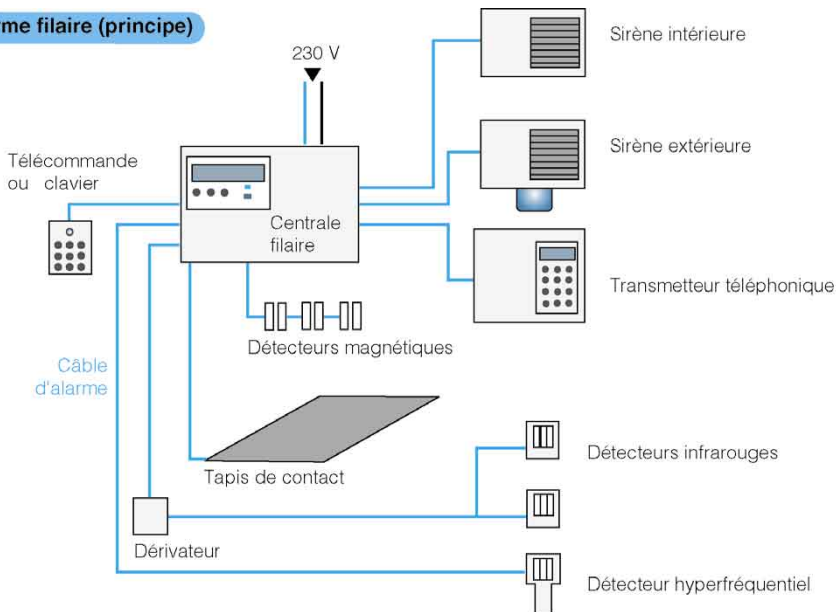 rme filaire (principe)
230 V
Sirène intérieure
Télécommande
ou clavier
Sirène extérieure
Centrale
filaire
Transmetteur téléphonique
Détecteurs magnétiques
Câble
d'alarme
Tapis de contact
Détecteurs infrarouges
Dérivateur
Détecteur hyperfréquentiel